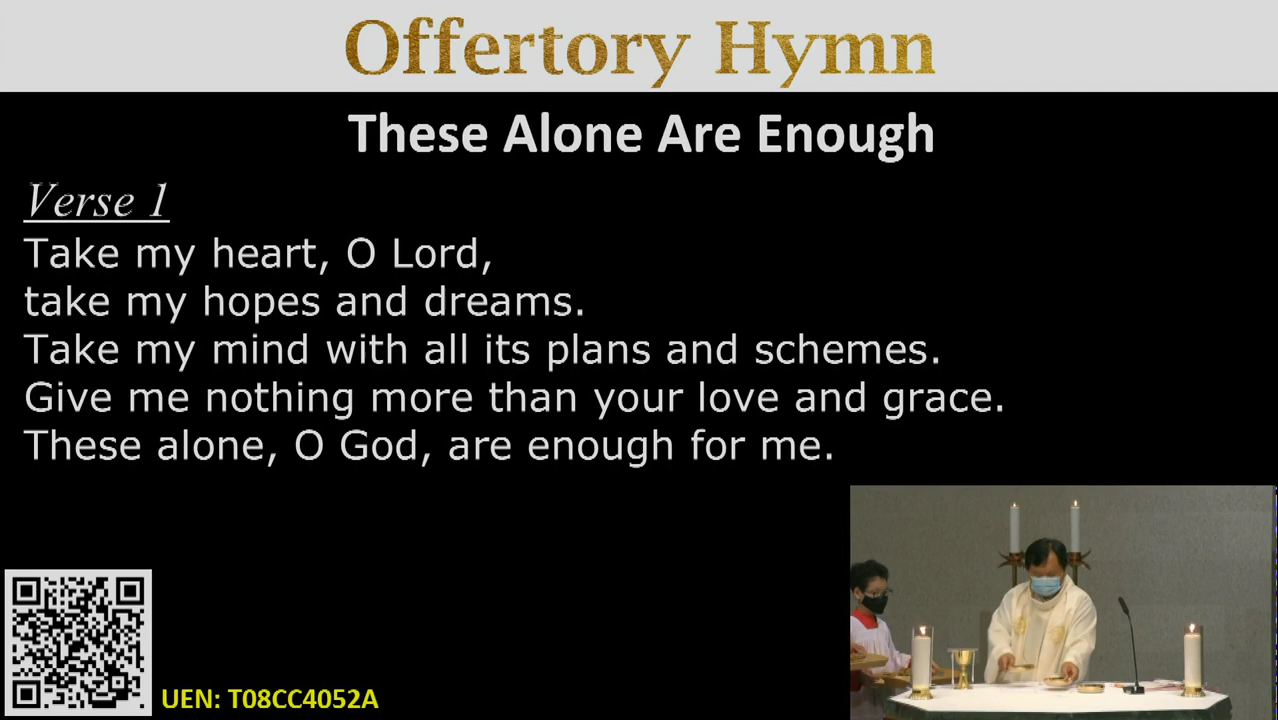 Offertory Hymn
These Alone Are Enough
Verse 1
Take my heart, O Lord,
take my hopes and dreams.
Take my mind with all its plans and schemes.
Give me nothing more than your love and grace.
These alone, O God, are enough for me.
UEN: T08CC4052A